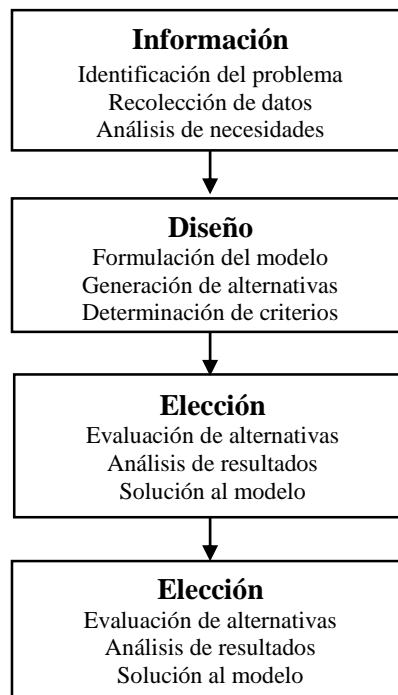 Información
Identificación del problema
Recolección de datos
Análisis de necesidades
Diseño
Formulación del modelo
Generación de alternativas
Determinación de criterios
Elección
Evaluación de alternativas
Análisis de resultados
Solución al modelo
Elección
Evaluación de alternativas
Análisis de resultados
Solución al modelo